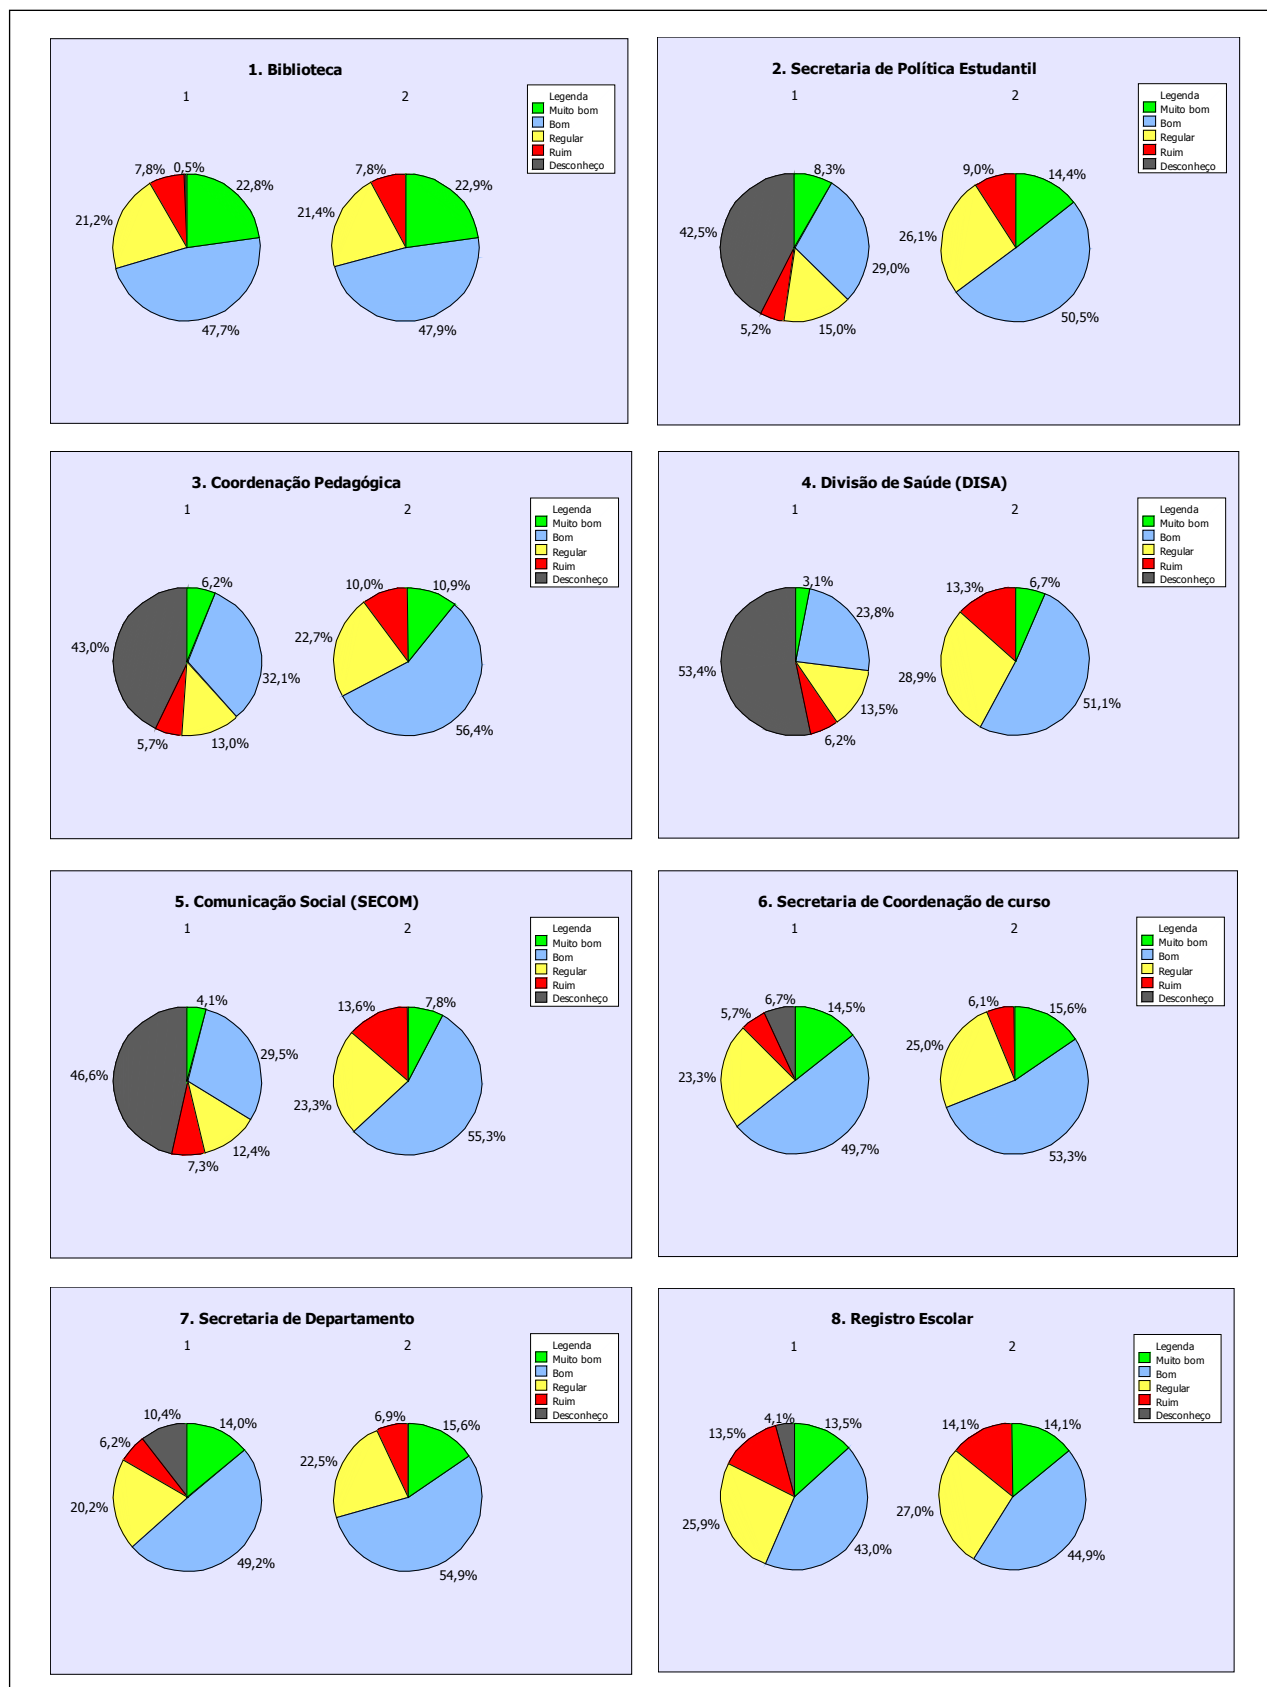 1. Biblioteca
1
2
Legenda
Muito bom
Bom
Regular
Ruim
Desconheço
7,8%
0,5%
22,8%
21,2%
47,7%
7,8%
22,9%
21,4%
47,9%
2. Secretaria de Política Estudantil
1
2
Legenda
Muito bom
Bom
Regular
Ruim
Desconheço
8,3%
42,5%
29,0%
5,2%
15,0%
9,0%
14,4%
26,1%
50,5%
3. Coordenação Pedagógica
1
2
Legenda
Muito bom
Bom
Regular
Ruim
Desconheço
6,2%
43,0%
32,1%
5,7%
13,0%
10,0%
10,9%
22,7%
56,4%
4. Divisão de Saúde (DISA)
1
2
Legenda
Muito bom
Bom
Regular
Ruim
Desconheço
3,1%
23,8%
53,4%
13,5%
6,2%
13,3%
6,7%
28,9%
51,1%
5. Comunicação Social (SECOM)
1
2
Legenda
Muito bom
Bom
Regular
Ruim
Desconheço
4,1%
29,5%
46,6%
12,4%
7,3%
13,6%
7,8%
23,3%
55,3%
6. Secretaria de Coordenação de curso
1
2
Legenda
Muito bom
Bom
Regular
Ruim
Desconheço
6,7%
5,7%
14,5%
23,3%
49,7%
6,1%
15,6%
25,0%
53,3%
7. Secretaria de Departamento
1
2
Legenda
Muito bom
Bom
Regular
Ruim
Desconheço
10,4%
14,0%
6,2%
20,2%
49,2%
6,9%
15,6%
22,5%
54,9%
8. Registro Escolar
1
2
Legenda
Muito bom
Bom
Regular
Ruim
Desconheço
4,1%
13,5%
13,5%
25,9%
43,0%
14,1%
14,1%
27,0%
44,9%